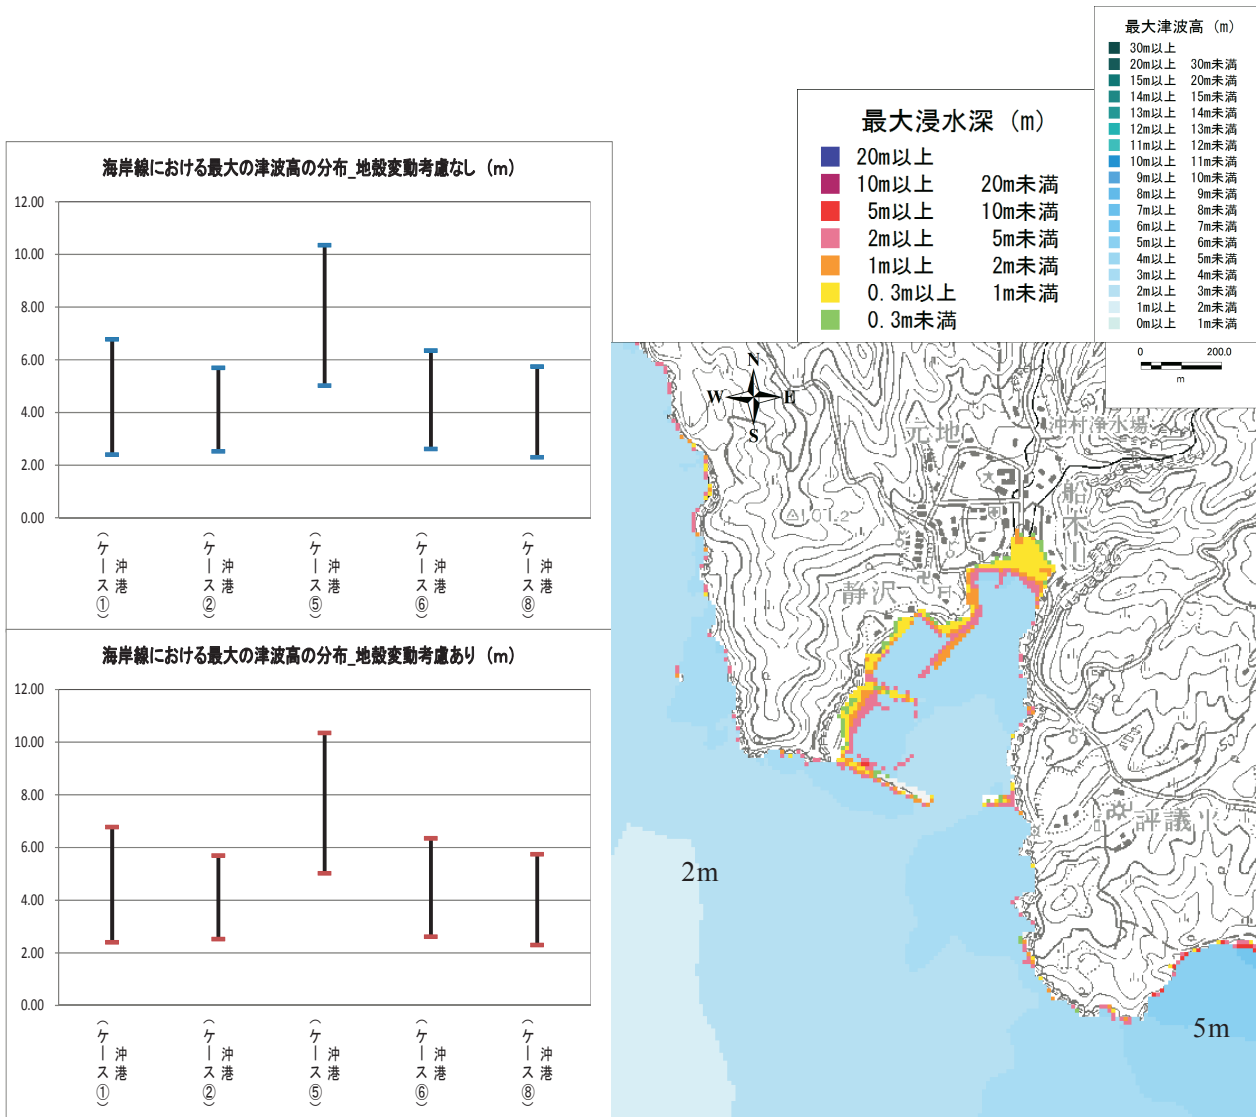 海岸線における最大の津波高の分布_地殻変動考慮なし (m)
12.00
10.00
8.00
6.00
4.00
2.00
0.00
沖港
(ケース①)
沖港
(ケース②)
沖港
(ケース⑤)
沖港
(ケース⑥)
沖港
(ケース⑧)
海岸線における最大の津波高の分布_地殻変動考慮あり (m)
12.00
10.00
8.00
6.00
4.00
2.00
0.00
沖港
(ケース①)
沖港
(ケース②)
沖港
(ケース⑤)
沖港
(ケース⑥)
沖港
(ケース⑧)
最大浸水深 (m)
20m以上
10m以上 20m未満
5m以上 10m未満
2m以上 5m未満
1m以上 2m未満
0.3m以上 1m未満
0.3m未満
最大津波高 (m)
30m以上
20m以上 30m未満
15m以上 20m未満
14m以上 15m未満
13m以上 14m未満
12m以上 13m未満
11m以上 12m未満
10m以上 11m未満
9m以上 10m未満
8m以上 9m未満
7m以上 8m未満
6m以上 7m未満
5m以上 6m未満
4m以上 5m未満
3m以上 4m未満
2m以上 3m未満
1m以上 2m未満
0m以上 1m未満
0 200.0
m
N
W E
S
元地
沖村浄水場
船木山
101.2
静沢
評議平
2m
5m